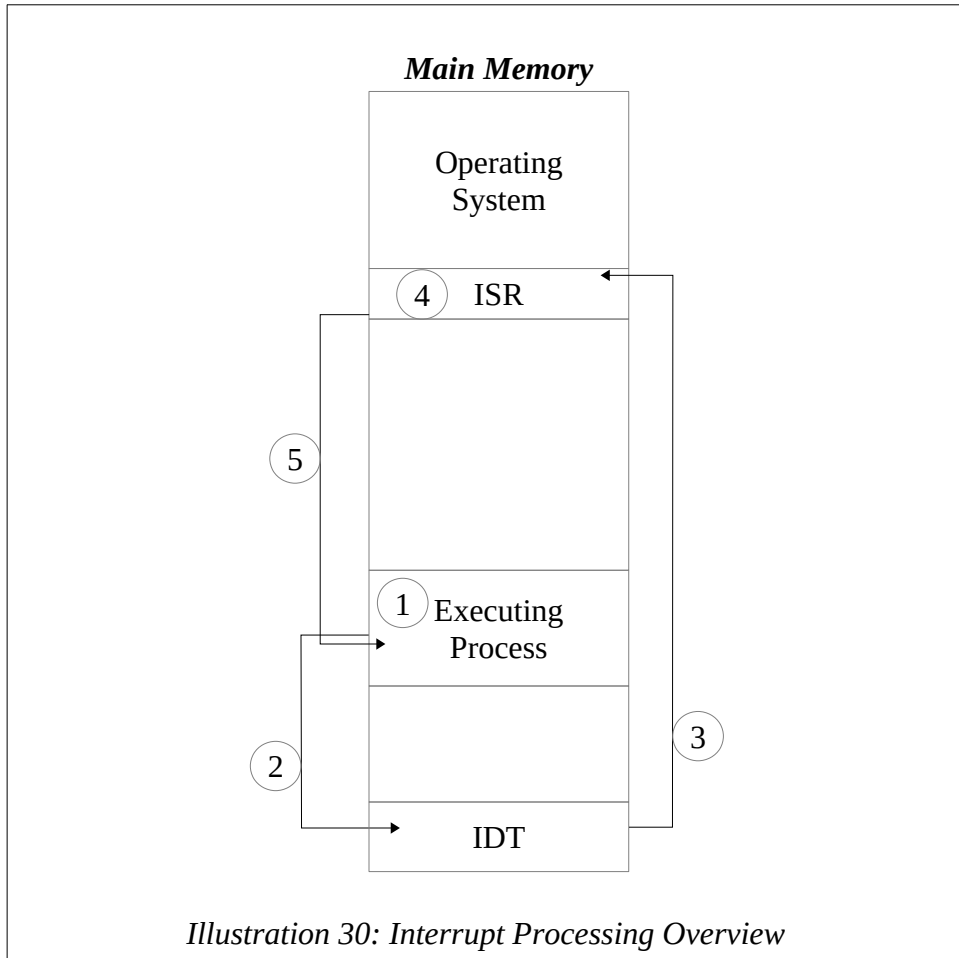 Main Memory
Operating
System
4
ISR
5
1
Executing
Process
3
2
IDT
Illustration 30: Interrupt Processing Overview